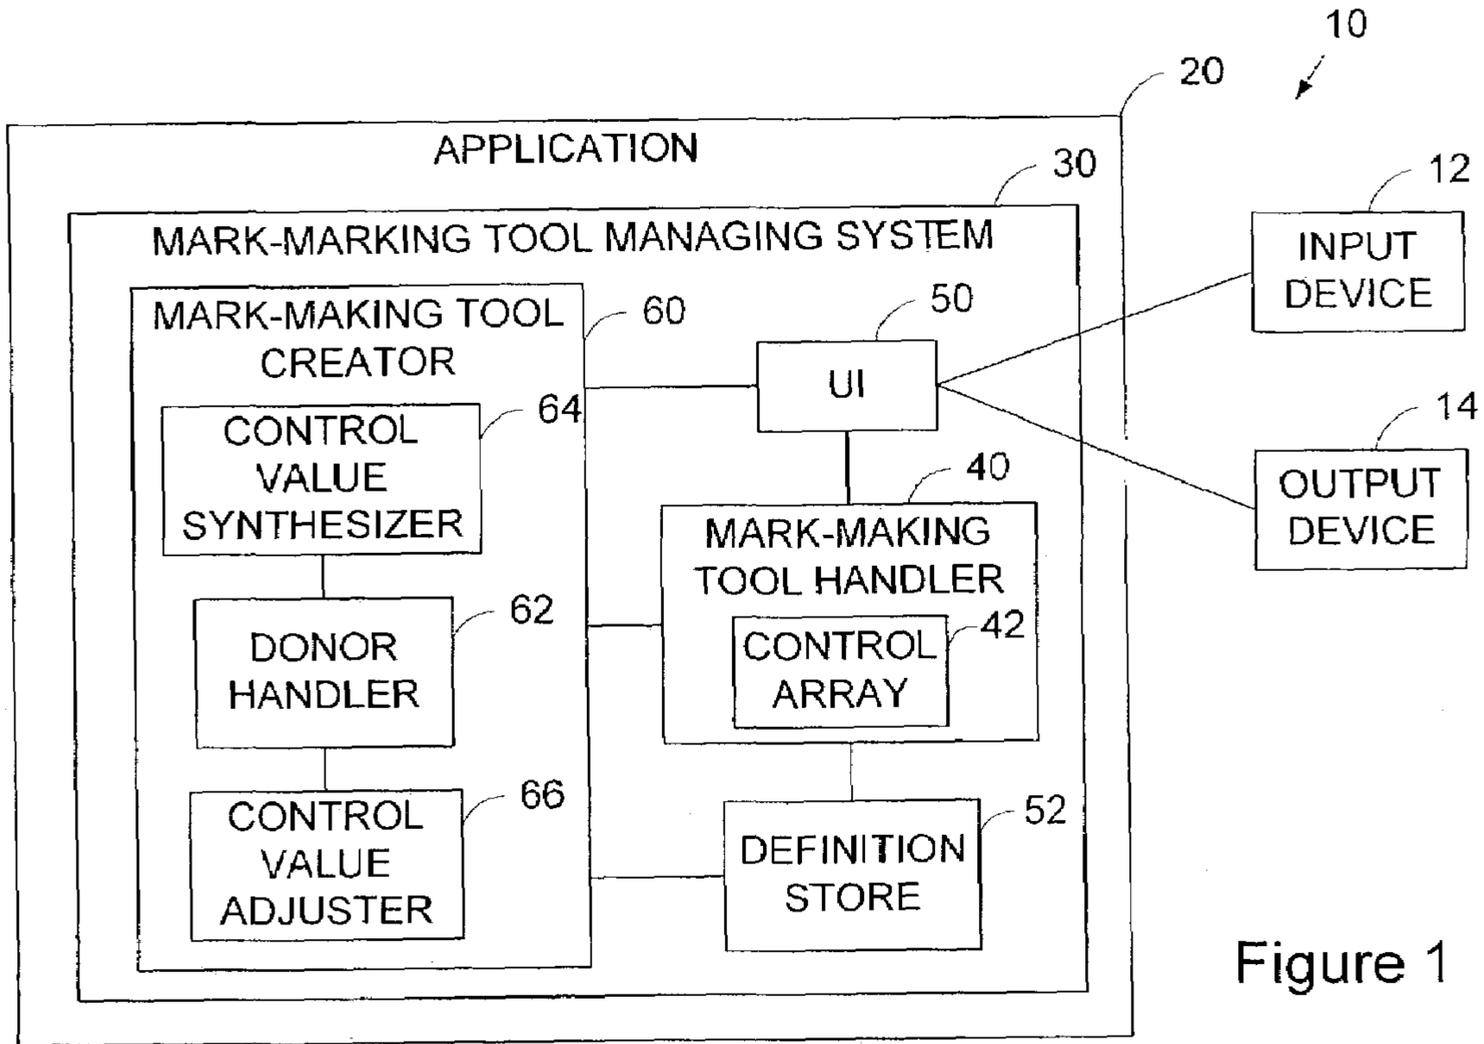 10
20
APPLICATION
30
12
MARK-MARKING TOOL MANAGING SYSTEM
INPUT
DEVICE
MARK-MAKING TOOL
CREATOR
60
50
UI
64
CONTROL
VALUE
SYNTHESIZER
14
OUTPUT
DEVICE
40
MARK-MAKING
TOOL HANDLER
42
CONTROL
ARRAY
62
DONOR
HANDLER
66
CONTROL
VALUE
ADJUSTER
52
DEFINITION
STORE
Figure 1